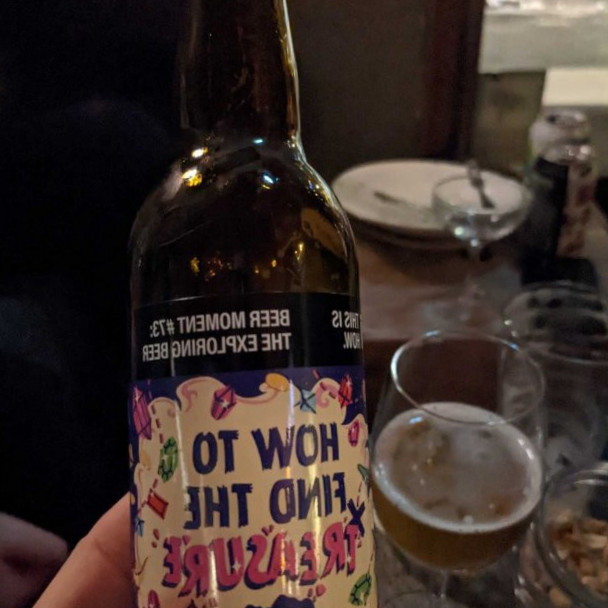 BEER MOMENT #73:
THE EXPLORING BEER
THIS IS
HOW.
HOW TO
FIND THE
TREASURE